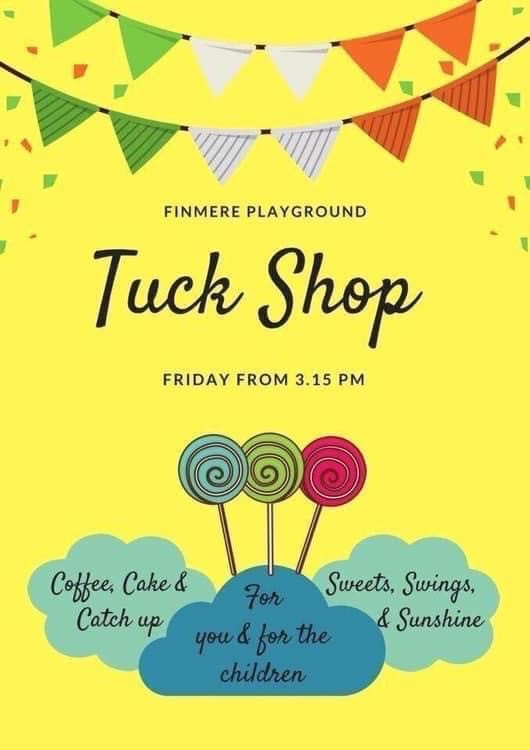 FINMERE PLAYGROUND
Tuck Shop
FRIDAY FROM 3.15 PM
Coffee, Cake &
Catch up
For
you & for the
children
Sweets, Swings,
& Sunshine